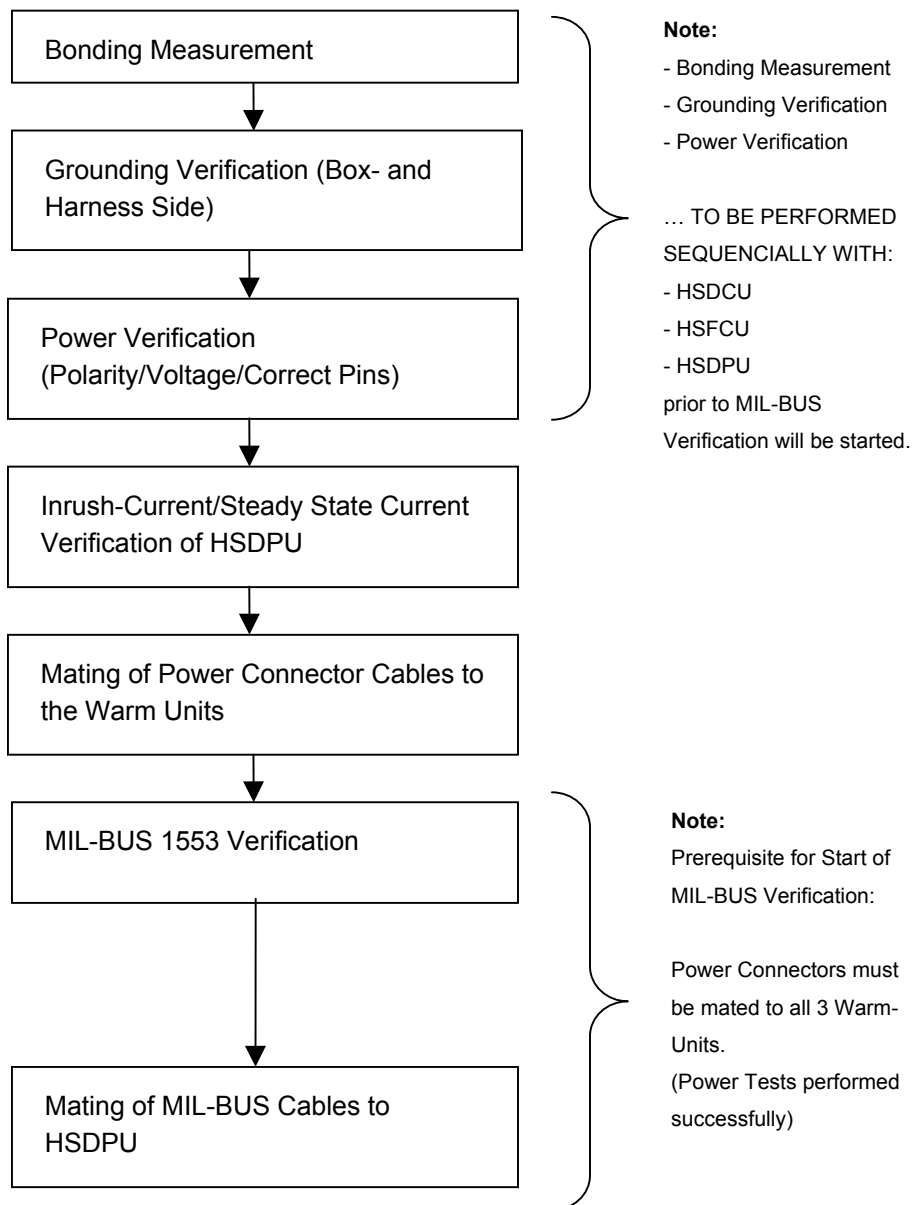 Bonding Measurement
Grounding Verification (Box- and
Harness Side)
Power Verification
(Polarity/Voltage/Correct Pins)
Inrush-Current/Steady State Current
Verification of HSDPU
Mating of Power Connector Cables to
the Warm Units
MIL-BUS 1553 Verification
Mating of MIL-BUS Cables to
HSDPU
Note:
- Bonding Measurement
- Grounding Verification
- Power Verification
… TO BE PERFORMED
SEQUENCIALLY WITH:
- HSDCU
- HSFCU
- HSDPU
prior to MIL-BUS
Verification will be started.
Note:
Prerequisite for Start of
MIL-BUS Verification:
Power Connectors must
be mated to all 3 Warm-
Units.
(Power Tests performed
successfully)